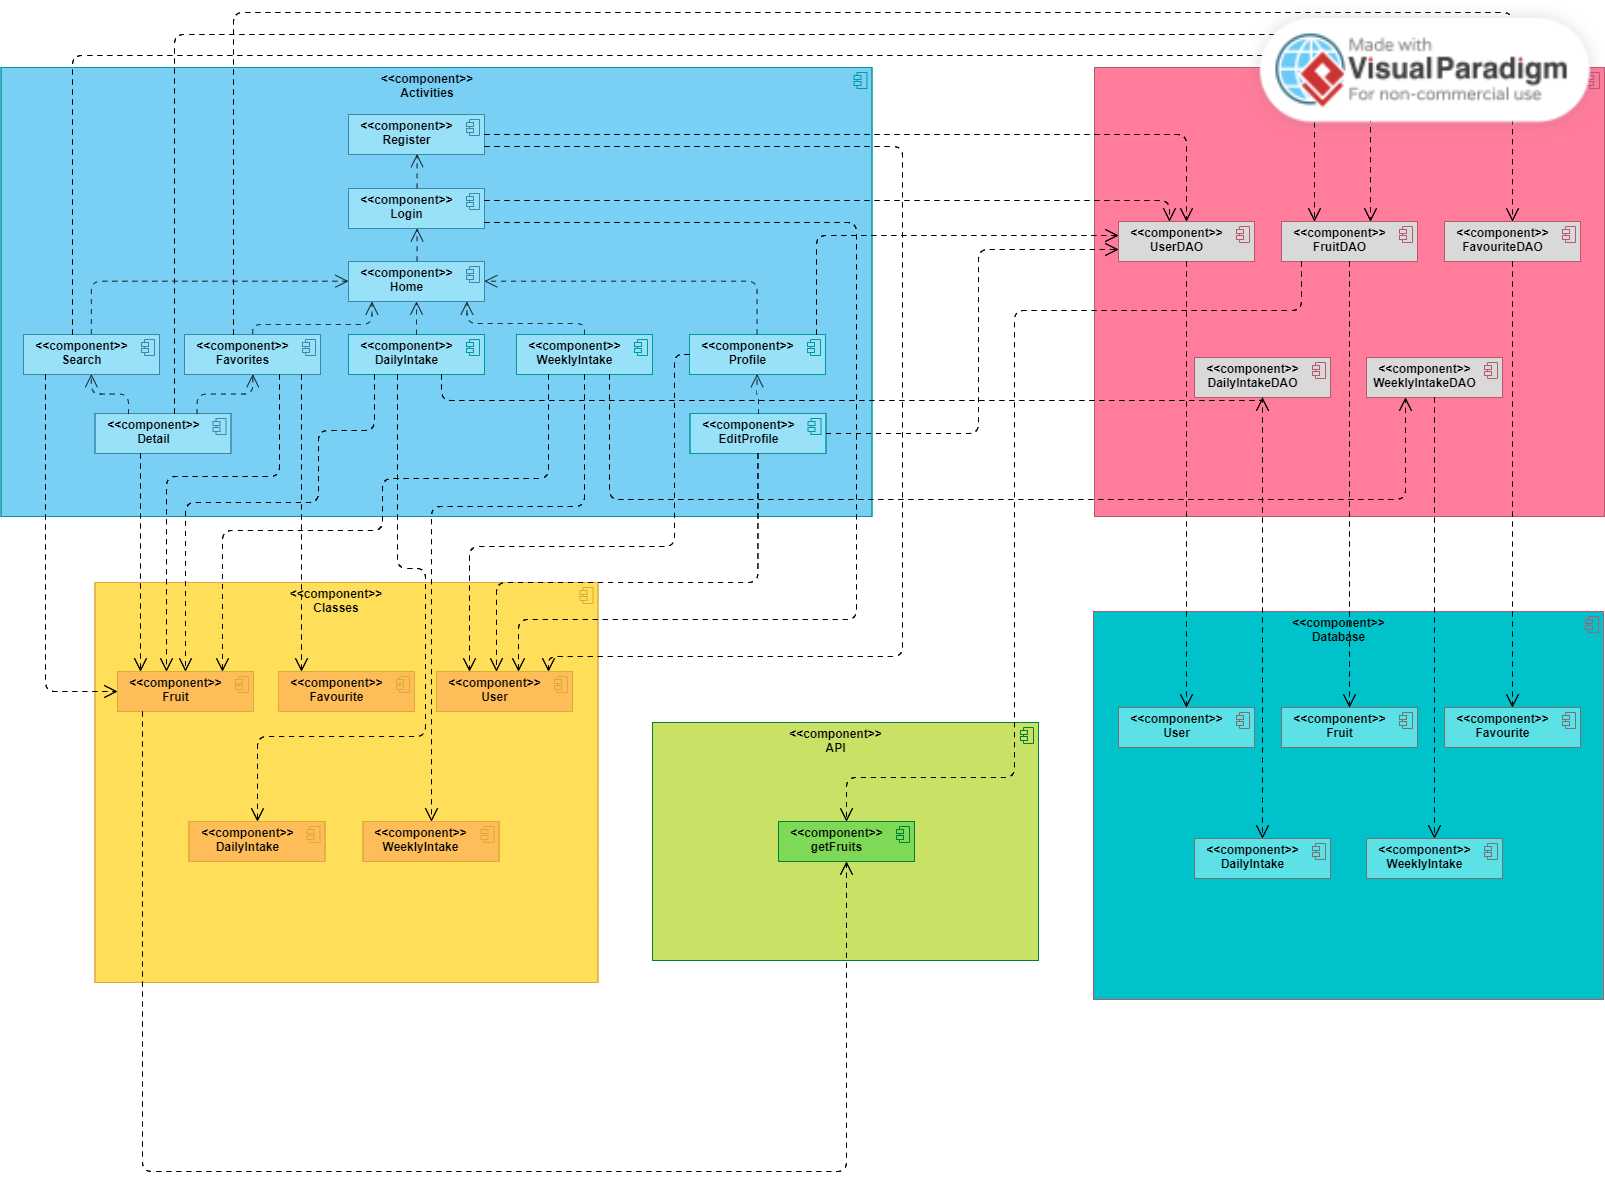 Made with
Visual Paradigm
For non-commercial use
<<component>>
Activities
<<component>>
Register
<<component>>
Login
<<component>>
Home
<<component>>
Search
<<component>>
Favorites
<<component>>
DailyIntake
<<component>>
WeeklyIntake
<<component>>
Profile
<<component>>
Detail
<<component>>
EditProfile
<<component>>
UserDAO
<<component>>
FruitDAO
<<component>>
FavouriteDAO
<<component>>
DailyIntakeDAO
<<component>>
WeeklyIntakeDAO
<<component>>
Classes
<<component>>
Fruit
<<component>>
Favourite
<<component>>
User
<<component>>
DailyIntake
<<component>>
WeeklyIntake
<<component>>
API
<<component>>
getFruits
<<component>>
Database
<<component>>
User
<<component>>
Fruit
<<component>>
Favourite
<<component>>
DailyIntake
<<component>>
WeeklyIntake